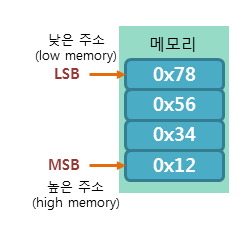 낮은 주소
(low memory)
LSB
메모리
0x78
0x56
0x34
0x12
MSB
높은 주소
(high memory)